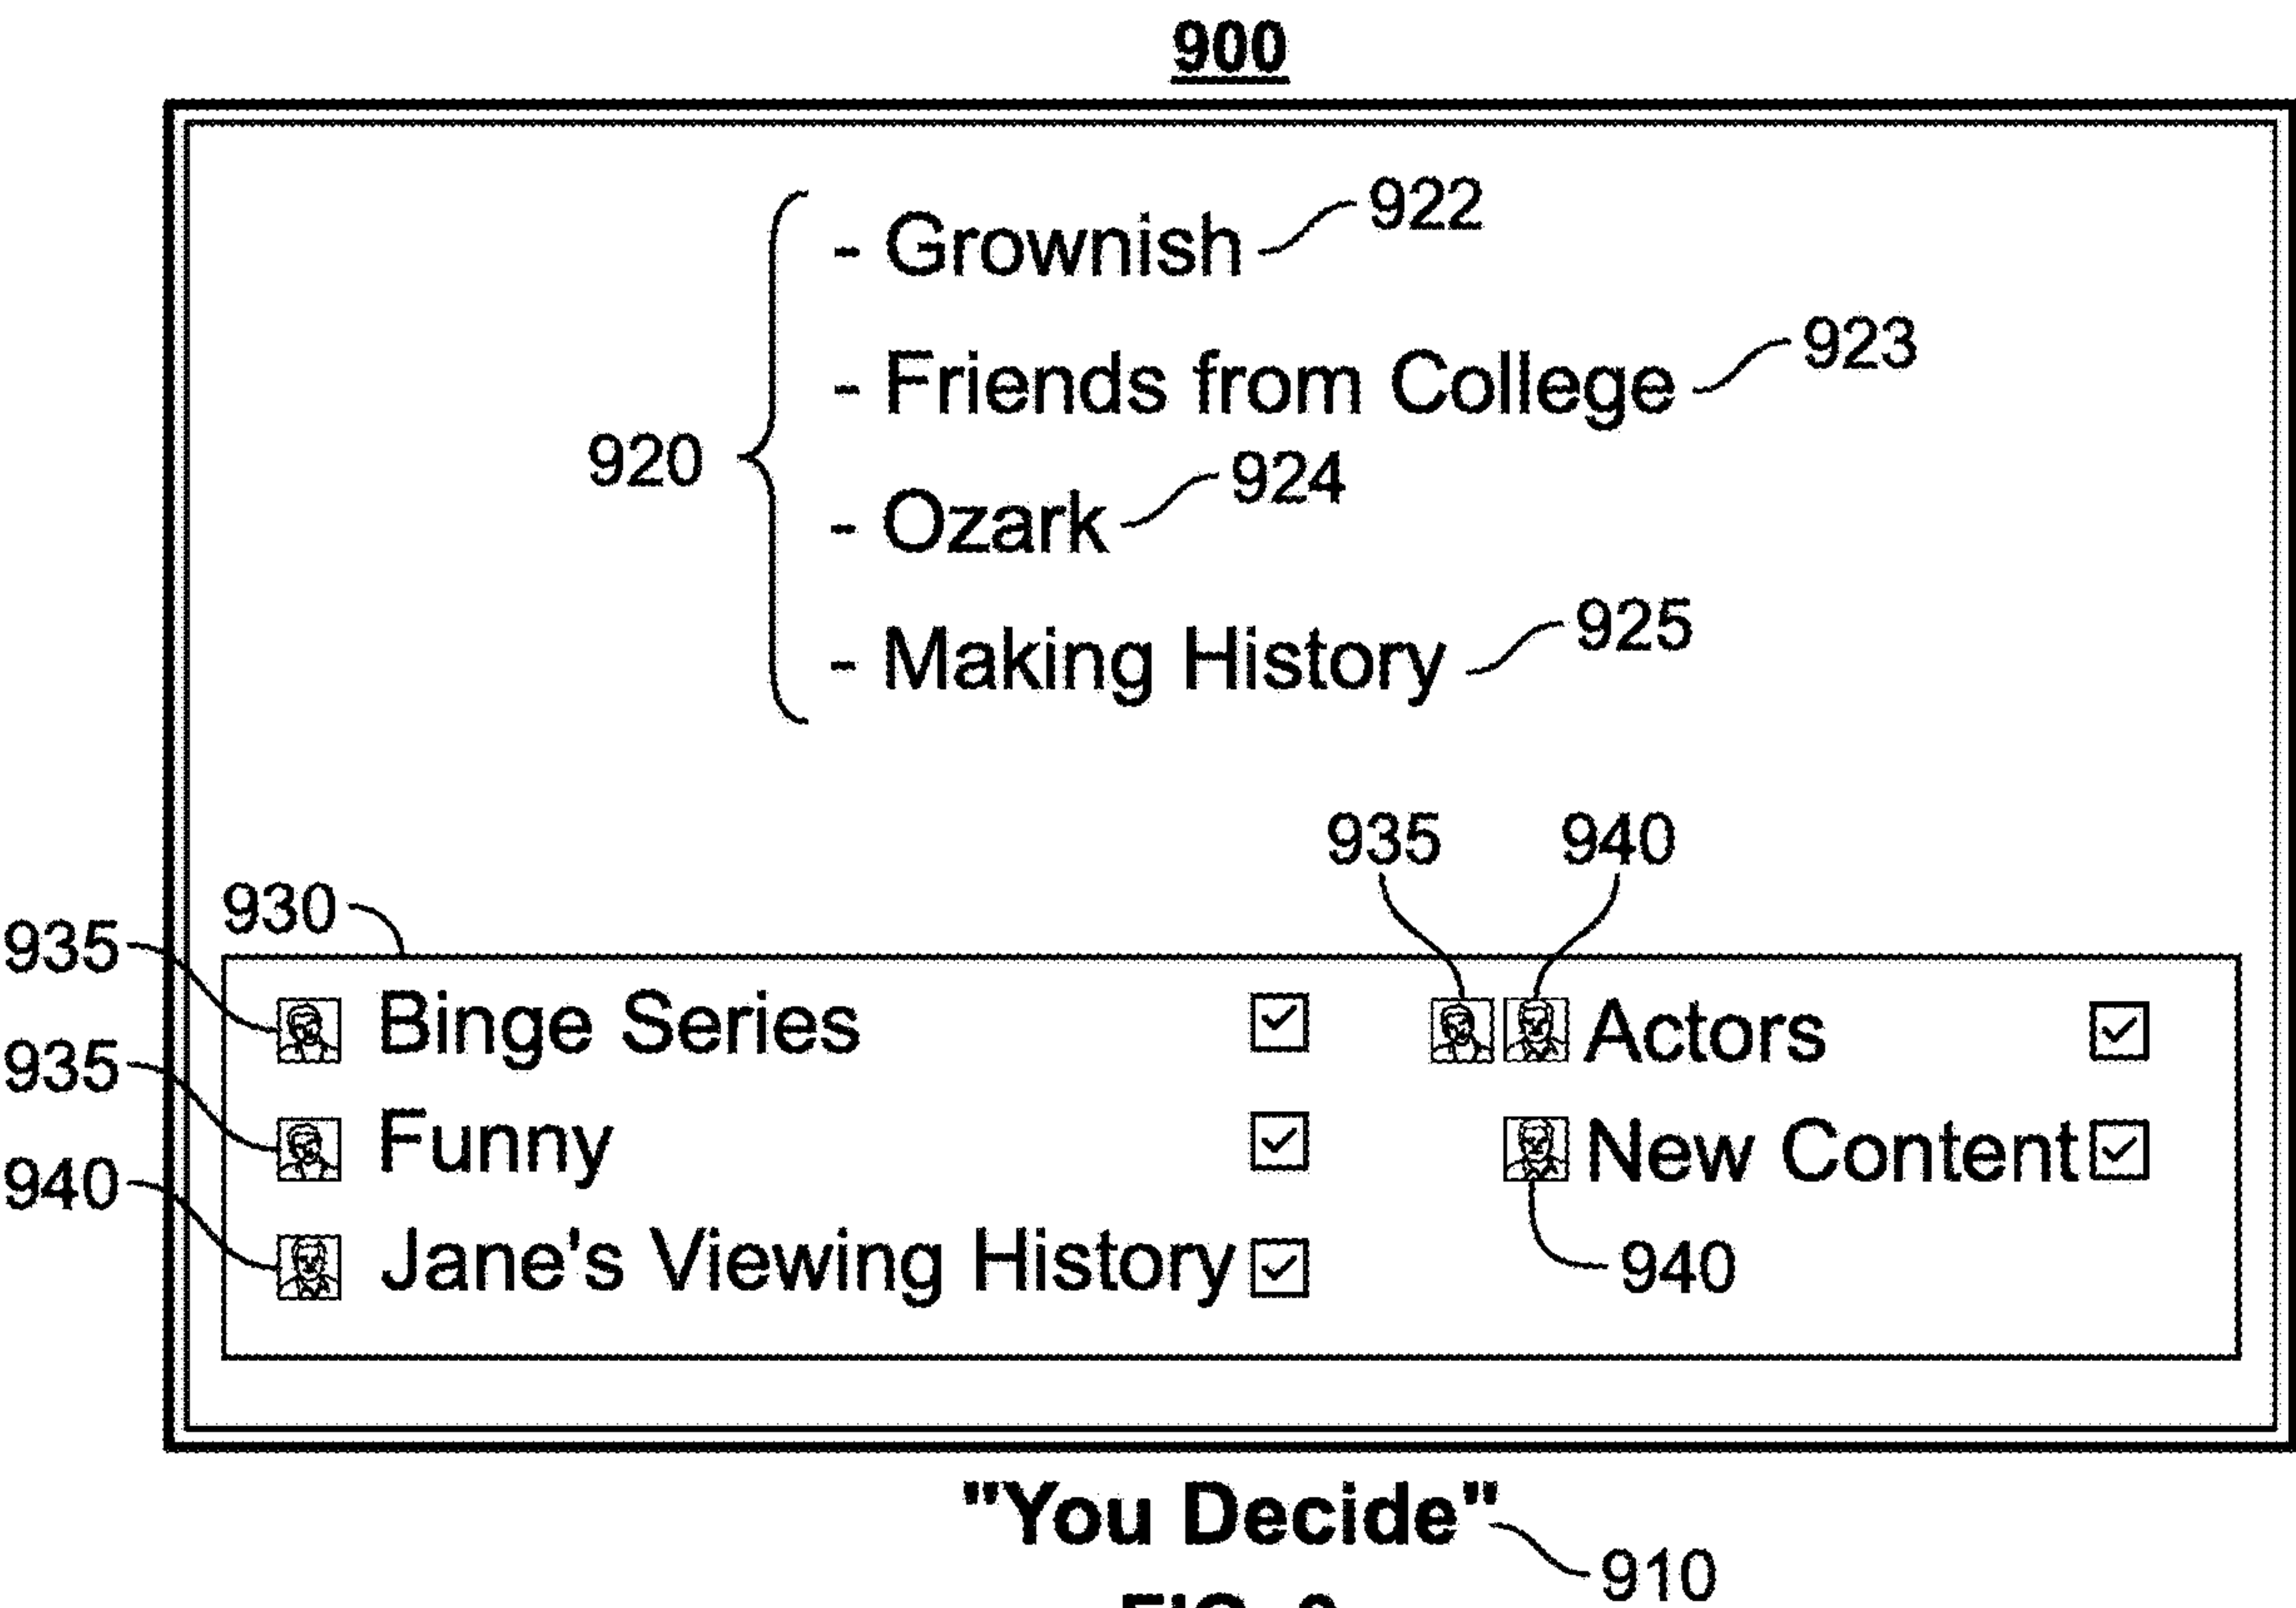 900
- Grownish 922
- Friends from College 923
920
- Ozark 924
- Making History 925
935 940
930
935 Binge Series Actors
935 Funny New Content
940 Jane's Viewing History 940
"You Decide"
910